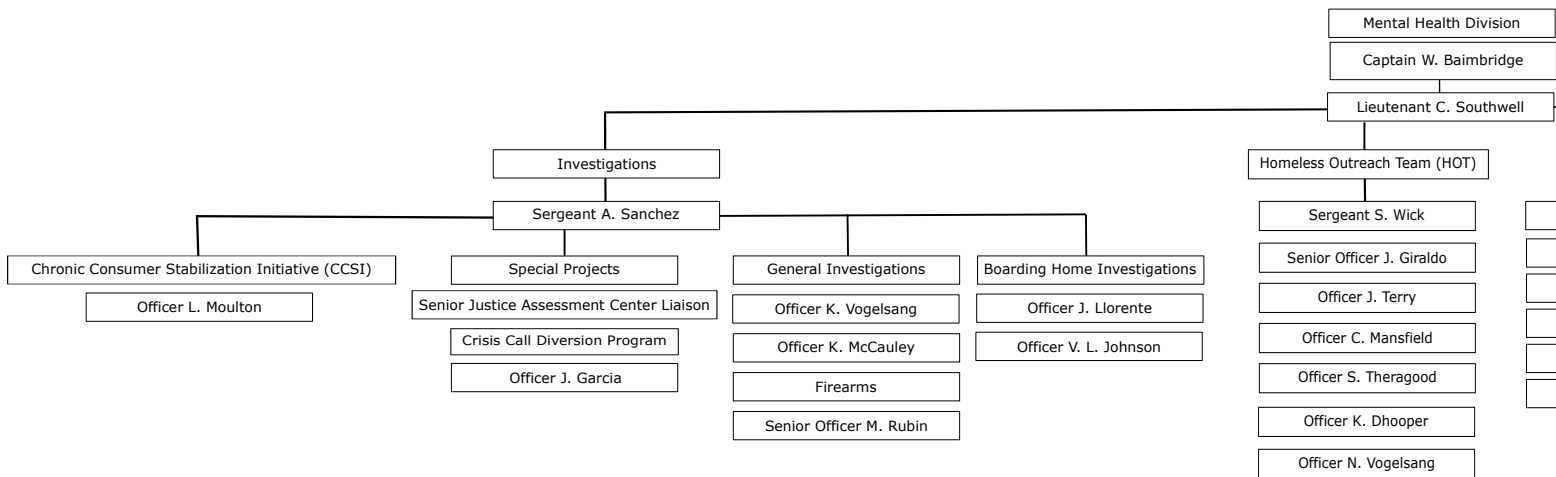 Mental Health Division
Captain W. Baimbridge
Lieutenant C. Southwell
Investigations
Homeless Outreach Team (HOT)
Sergeant A. Sanchez
Sergeant S. Wick
Chronic Consumer Stabilization Initiative (CCSI)
Officer L. Moulton
Special Projects
Senior Justice Assessment Center Liaison
Crisis Call Diversion Program
Officer J. Garcia
General Investigations
Officer K. Vogelsang
Officer K. McCauley
Firearms
Senior Officer M. Rubin
Boarding Home Investigations
Officer J. Llorente
Officer V. L. Johnson
Senior Officer J. Giraldo
Officer J. Terry
Officer C. Mansfield
Officer S. Theragood
Officer K. Dhooper
Officer N. Vogelsang